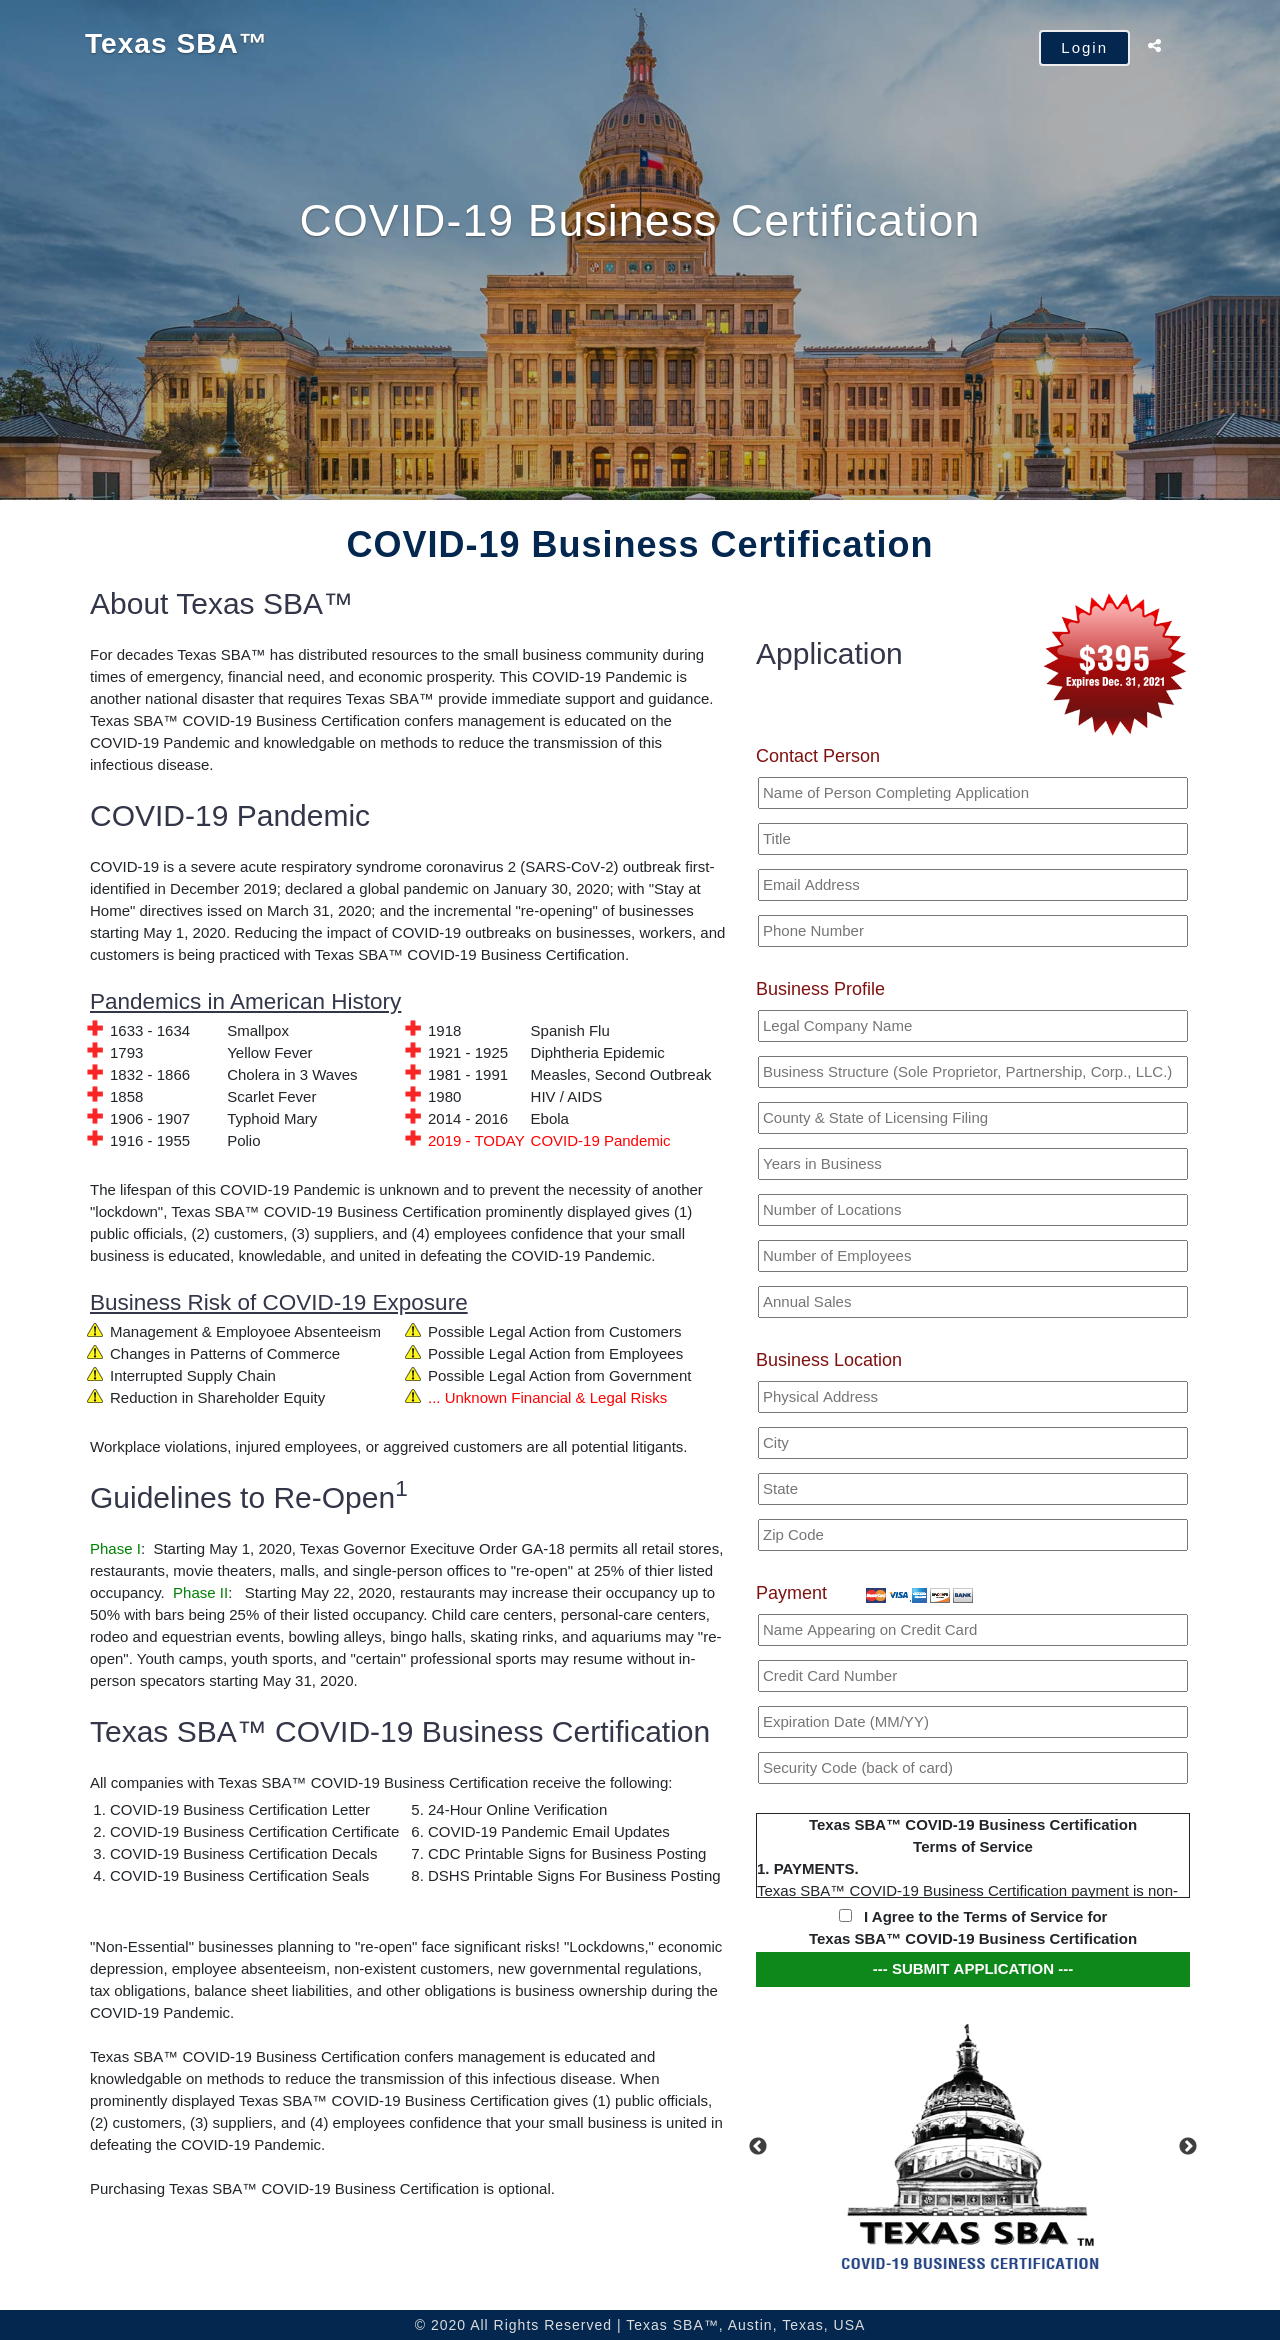 Texas SBA™
Login
COVID-19 Business Certification
COVID-19 Business Certification
About Texas SBA™
For decades Texas SBA™ has distributed resources to the small business community during
times of emergency, financial need, and economic prosperity. This COVID-19 Pandemic is
another national disaster that requires Texas SBA™ provide immediate support and guidance.
Texas SBA™ COVID-19 Business Certification confers management is educated on the
COVID-19 Pandemic and knowledgable on methods to reduce the transmission of this
infectious disease.
COVID-19 Pandemic
COVID-19 is a severe acute respiratory syndrome coronavirus 2 (SARS-CoV-2) outbreak first-
identified in December 2019; declared a global pandemic on January 30, 2020; with "Stay at
Home" directives issed on March 31, 2020; and the incremental "re-opening" of businesses
starting May 1, 2020. Reducing the impact of COVID-19 outbreaks on businesses, workers, and
customers is being practiced with Texas SBA™ COVID-19 Business Certification.
Pandemics in American History
1633 - 1634 Smallpox 1918 Spanish Flu
1793 Yellow Fever 1921 - 1925 Diphtheria Epidemic
1832 - 1866 Cholera in 3 Waves 1981 - 1991 Measles, Second Outbreak
1858 Scarlet Fever 1980 HIV / AIDS
1906 - 1907 Typhoid Mary 2014 - 2016 Ebola
1916 - 1955 Polio 2019 - TODAY COVID-19 Pandemic
The lifespan of this COVID-19 Pandemic is unknown and to prevent the necessity of another
"lockdown", Texas SBA™ COVID-19 Business Certification prominently displayed gives (1)
public officials, (2) customers, (3) suppliers, and (4) employees confidence that your small
business is educated, knowledable, and united in defeating the COVID-19 Pandemic.
Business Risk of COVID-19 Exposure
Management & Employoee Absenteeism Possible Legal Action from Customers
Changes in Patterns of Commerce Possible Legal Action from Employees
Interrupted Supply Chain Possible Legal Action from Government
Reduction in Shareholder Equity ... Unknown Financial & Legal Risks
Workplace violations, injured employees, or aggreived customers are all potential litigants.
Guidelines to Re-Open1
Phase I: Starting May 1, 2020, Texas Governor Execituve Order GA-18 permits all retail stores,
restaurants, movie theaters, malls, and single-person offices to "re-open" at 25% of thier listed
occupancy. Phase II: Starting May 22, 2020, restaurants may increase their occupancy up to
50% with bars being 25% of their listed occupancy. Child care centers, personal-care centers,
rodeo and equestrian events, bowling alleys, bingo halls, skating rinks, and aquariums may "re-
open". Youth camps, youth sports, and "certain" professional sports may resume without in-
person specators starting May 31, 2020.
Texas SBA™ COVID-19 Business Certification
All companies with Texas SBA™ COVID-19 Business Certification receive the following:
1. COVID-19 Business Certification Letter 5. 24-Hour Online Verification
2. COVID-19 Business Certification Certificate 6. COVID-19 Pandemic Email Updates
3. COVID-19 Business Certification Decals 7. CDC Printable Signs for Business Posting
4. COVID-19 Business Certification Seals 8. DSHS Printable Signs For Business Posting
"Non-Essential" businesses planning to "re-open" face significant risks! "Lockdowns," economic
depression, employee absenteeism, non-existent customers, new governmental regulations,
tax obligations, balance sheet liabilities, and other obligations is business ownership during the
COVID-19 Pandemic.
Texas SBA™ COVID-19 Business Certification confers management is educated and
knowledgable on methods to reduce the transmission of this infectious disease. When
prominently displayed Texas SBA™ COVID-19 Business Certification gives (1) public officials,
(2) customers, (3) suppliers, and (4) employees confidence that your small business is united in
defeating the COVID-19 Pandemic.
Purchasing Texas SBA™ COVID-19 Business Certification is optional.
Application
$395
Expires Dec. 31, 2021
Contact Person
Name of Person Completing Application
Title
Email Address
Phone Number
Business Profile
Legal Company Name
Business Structure (Sole Proprietor, Partnership, Corp., LLC.)
County & State of Licensing Filing
Years in Business
Number of Locations
Number of Employees
Annual Sales
Business Location
Physical Address
City
State
Zip Code
Payment VISA BANK
Name Appearing on Credit Card
Credit Card Number
Expiration Date (MM/YY)
Security Code (back of card)
Texas SBA™ COVID-19 Business Certification
Terms of Service
1. PAYMENTS.
Texas SBA™ COVID-19 Business Certification payment is non-
I Agree to the Terms of Service for
Texas SBA™ COVID-19 Business Certification
--- SUBMIT APPLICATION ---
TEXAS SBA ™
COVID-19 BUSINESS CERTIFICATION
© 2020 All Rights Reserved | Texas SBA™, Austin, Texas, USA